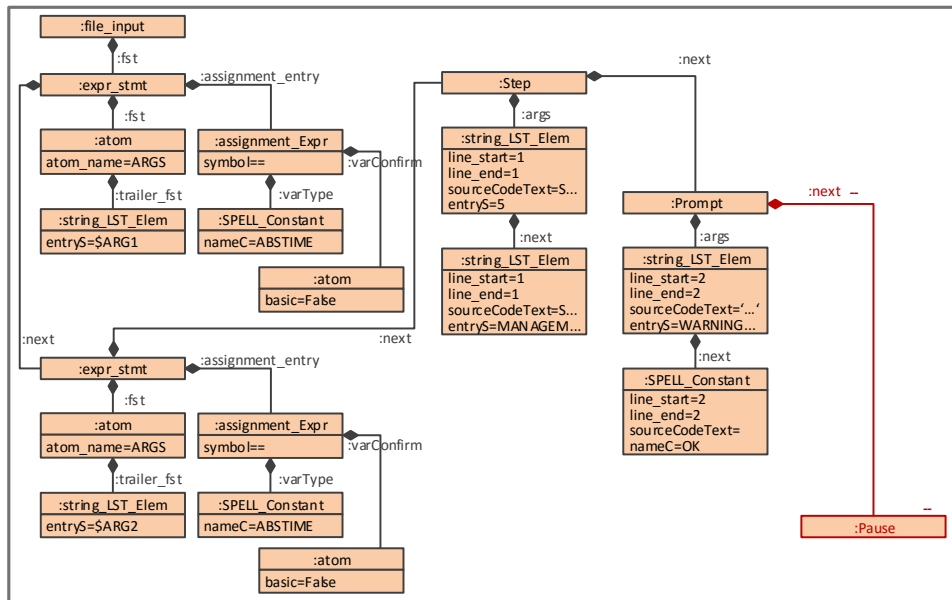 :file_input
:fst
:expr_stmt
:assignment_entry
:fst
:atom
atom_name=ARGS
:trailer_fst
:string_LST_Elem
entryS=$ARG1
:assignment_Expr
symbol==
:varConfirm
:varType
:SPELL_Constant
nameC=ABSTIME
:atom
basic=False
:next
:next
:expr_stmt
:assignment_entry
:fst
:atom
atom_name=ARGS
:trailer_fst
:string_LST_Elem
entryS=$ARG2
:assignment_Expr
symbol==
:varConfirm
:varType
:SPELL_Constant
nameC=ABSTIME
:atom
basic=False
:Step
:next
:args
:string_LST_Elem
line_start=1
line_end=1
sourceCodeText=S...
entryS=5
:next
:string_LST_Elem
line_start=1
line_end=1
sourceCodeText=S...
entryS=MANAGEM...
:Prompt
:next --
:args
:string_LST_Elem
line_start=2
line_end=2
sourceCodeText=‘...‘
entryS=WARNING...
:next
:SPELL_Constant
line_start=2
line_end=2
sourceCodeText=
nameC=OK
--
:Pause